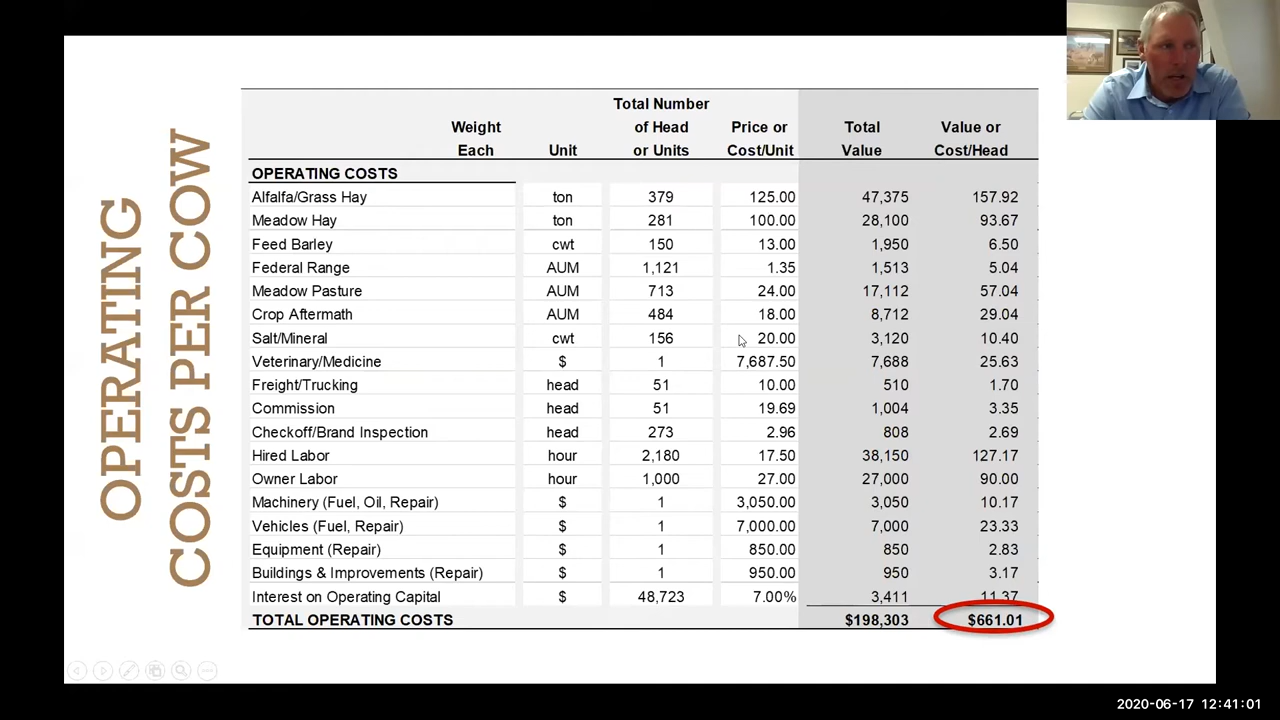 OPERATING
COSTS PER COW
Total Number
Weight of Head Price or Total Value or
Each Unit or Units Cost/Unit Value Cost/Head
OPERATING COSTS
Alfalfa/Grass Hay ton 379 125.00 47,375 157.92
Meadow Hay ton 281 100.00 28,100 93.67
Feed Barley cwt 150 13.00 1,950 6.50
Federal Range AUM 1,121 1.35 1,513 5.04
Meadow Pasture AUM 713 24.00 17,112 57.04
Crop Aftermath AUM 484 18.00 8,712 29.04
Salt/Mineral cwt 156 20.00 3,120 10.40
Veterinary/Medicine $ 1 7,687.50 7,688 25.63
Freight/Trucking head 51 10.00 510 1.70
Commission head 51 19.69 1,004 3.35
Checkoff/Brand Inspection head 273 2.96 808 2.69
Hired Labor hour 2,180 17.50 38,150 127.17
Owner Labor hour 1,000 27.00 27,000 90.00
Machinery (Fuel, Oil, Repair) $ 1 3,050.00 3,050 10.17
Vehicles (Fuel, Repair) $ 1 7,000.00 7,000 23.33
Equipment (Repair) $ 1 850.00 850 2.83
Buildings & Improvements (Repair) $ 1 950.00 950 3.17
Interest on Operating Capital $ 48,723 7.00% 3,411 11.37
TOTAL OPERATING COSTS $198,303 $661.01
2020-06-17 12:41:01